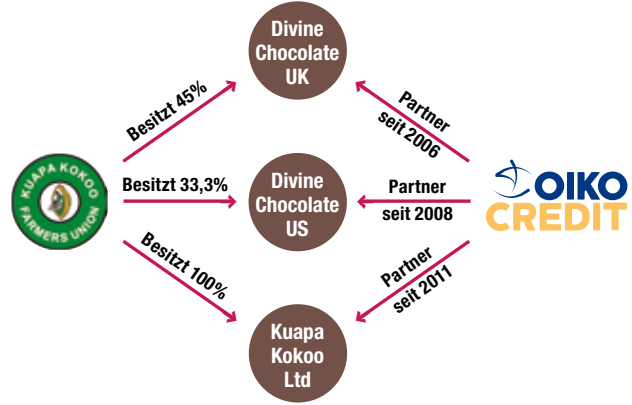 Divine
Chocolate
UK
Besitzt 45%
Partner
seit 2006
KUAPA KOKOO
FARMERS UNION
Besitzt 33,3%
Divine
Chocolate
US
Partner
seit 2008
OIKO
CREDIT
Besitzt 100%
Partner
seit 2011
Kuapa
Kokoo
Ltd